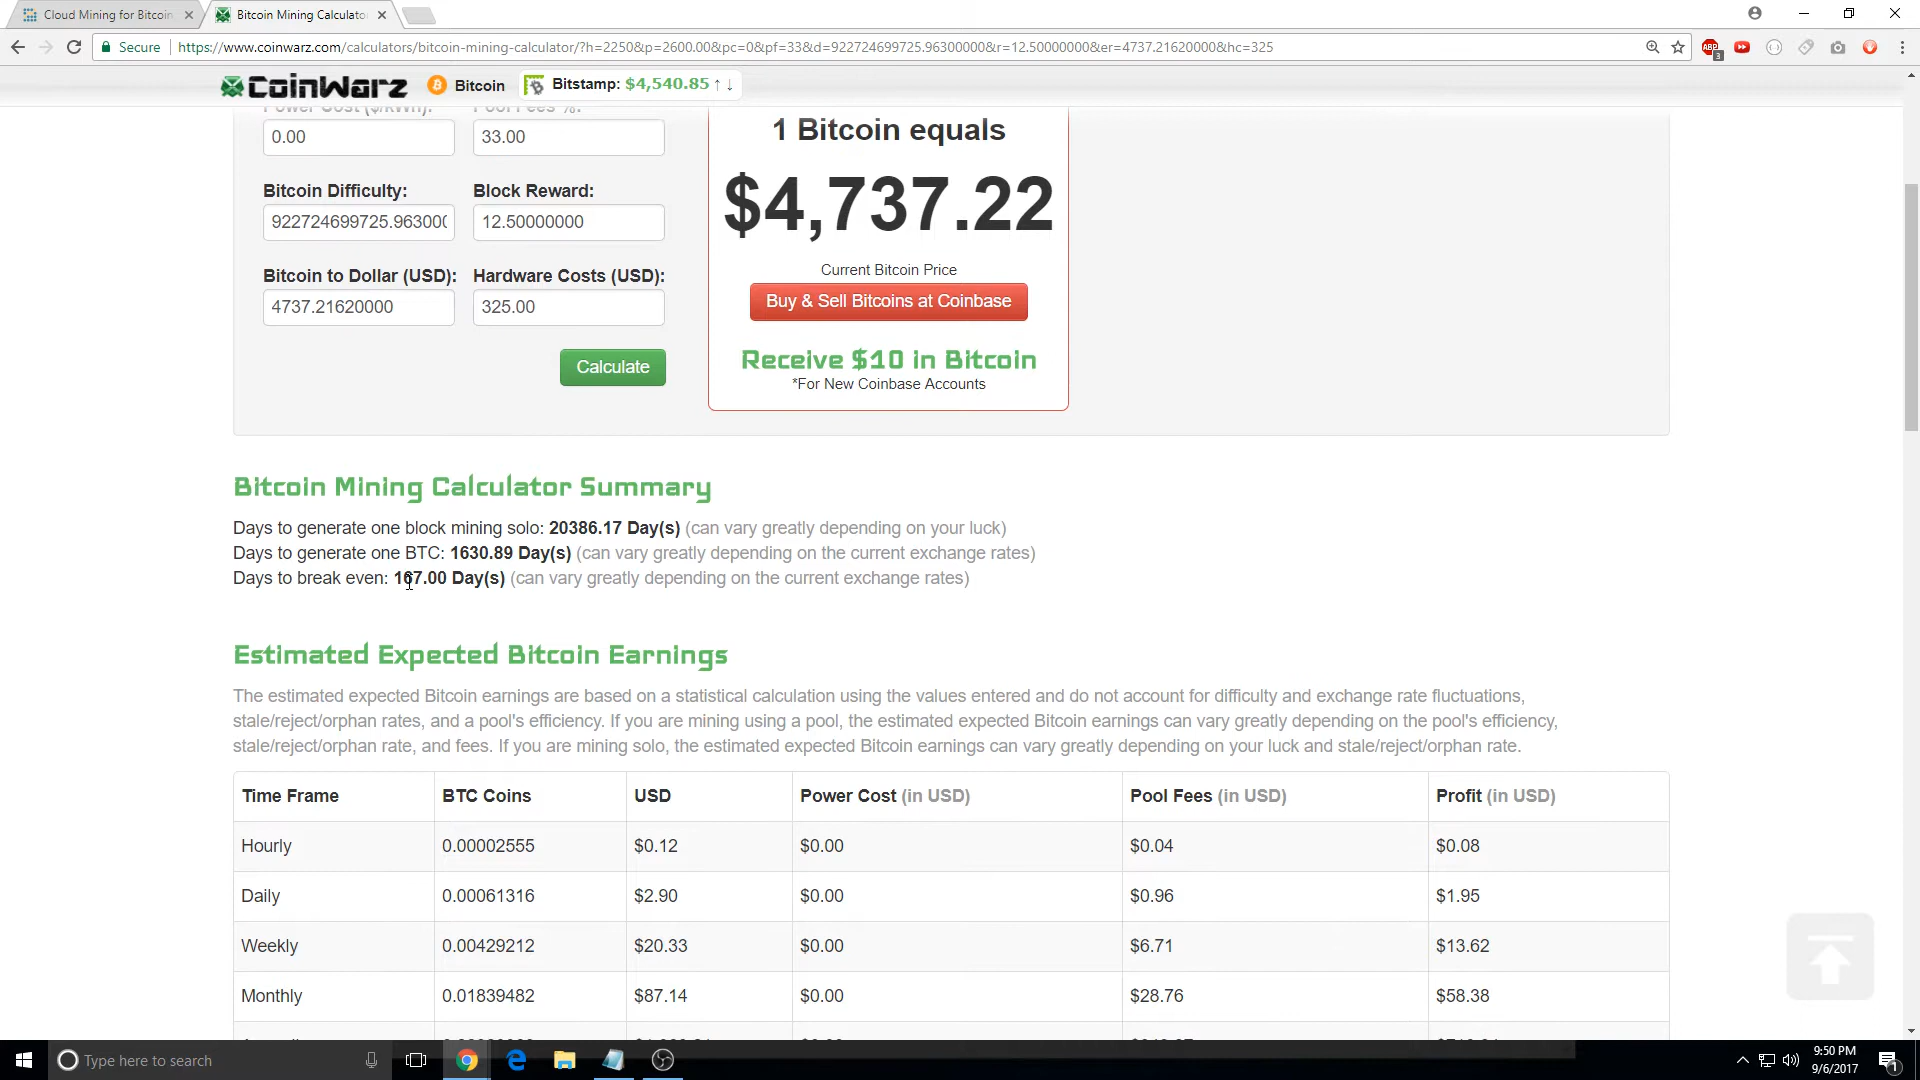 Cloud Mining for Bitcoin
Bitcoin Mining Calculato
Secure
https://www.coinwarz.com/calculators/bitcoin-mining-calculator/?h=2250&p=2600.00&pc=0&pf=33&d=922724699725.96300000&r=12.50000000&er=4737.21620000&hc=325
ABP
3
CoinWarz
Bitcoin
Bitstamp: $4,540.85 ↑ ↓
Power Cost ($/kWh):
Pool Fees %:
0.00
33.00
Bitcoin Difficulty:
Block Reward:
922724699725.963000
12.50000000
Bitcoin to Dollar (USD):
Hardware Costs (USD):
4737.21620000
325.00
Calculate
1 Bitcoin equals
$4,737.22
Current Bitcoin Price
Buy & Sell Bitcoins at Coinbase
Receive $10 in Bitcoin
*For New Coinbase Accounts
Bitcoin Mining Calculator Summary
Days to generate one block mining solo: 20386.17 Day(s) (can vary greatly depending on your luck)
Days to generate one BTC: 1630.89 Day(s) (can vary greatly depending on the current exchange rates)
Days to break even: 167.00 Day(s) (can vary greatly depending on the current exchange rates)
Estimated Expected Bitcoin Earnings
The estimated expected Bitcoin earnings are based on a statistical calculation using the values entered and do not account for difficulty and exchange rate fluctuations,
stale/reject/orphan rates, and a pool's efficiency. If you are mining using a pool, the estimated expected Bitcoin earnings can vary greatly depending on the pool's efficiency,
stale/reject/orphan rate, and fees. If you are mining solo, the estimated expected Bitcoin earnings can vary greatly depending on your luck and stale/reject/orphan rate.
Time Frame BTC Coins USD Power Cost (in USD) Pool Fees (in USD) Profit (in USD)
Hourly 0.00002555 $0.12 $0.00 $0.04 $0.08
Daily 0.00061316 $2.90 $0.00 $0.96 $1.95
Weekly 0.00429212 $20.33 $0.00 $6.71 $13.62
Monthly 0.01839482 $87.14 $0.00 $28.76 $58.38
Type here to search
9:50 PM
9/6/2017
1